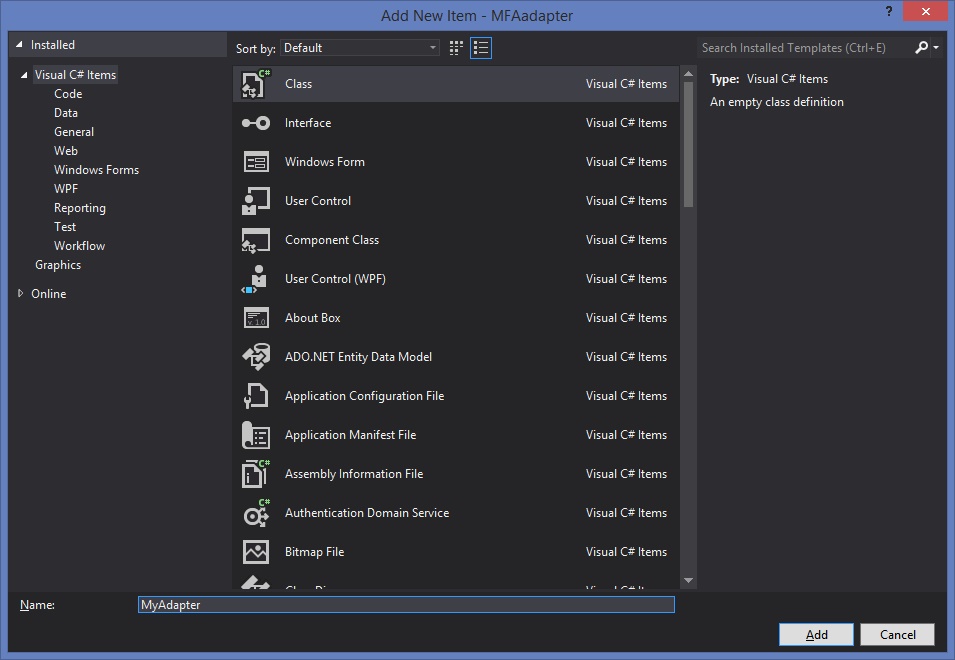 Add New Item - MFAadapter
?
Installed
Sort by: Default
Search Installed Templates (Ctrl+E)
Visual C# Items
Code
Data
General
Web
Windows Forms
WPF
Reporting
Test
Workflow
Graphics
Online
C#
Class Visual C# Items
Interface Visual C# Items
Windows Form Visual C# Items
User Control Visual C# Items
Component Class Visual C# Items
User Control (WPF) Visual C# Items
v. 1.0
About Box Visual C# Items
ADO.NET Entity Data Model Visual C# Items
Application Configuration File Visual C# Items
Application Manifest File Visual C# Items
C#
Assembly Information File Visual C# Items
C#
Authentication Domain Service Visual C# Items
Bitmap File Visual C# Items
Type: Visual C# Items
An empty class definition
Name: MyAdapter
Add Cancel